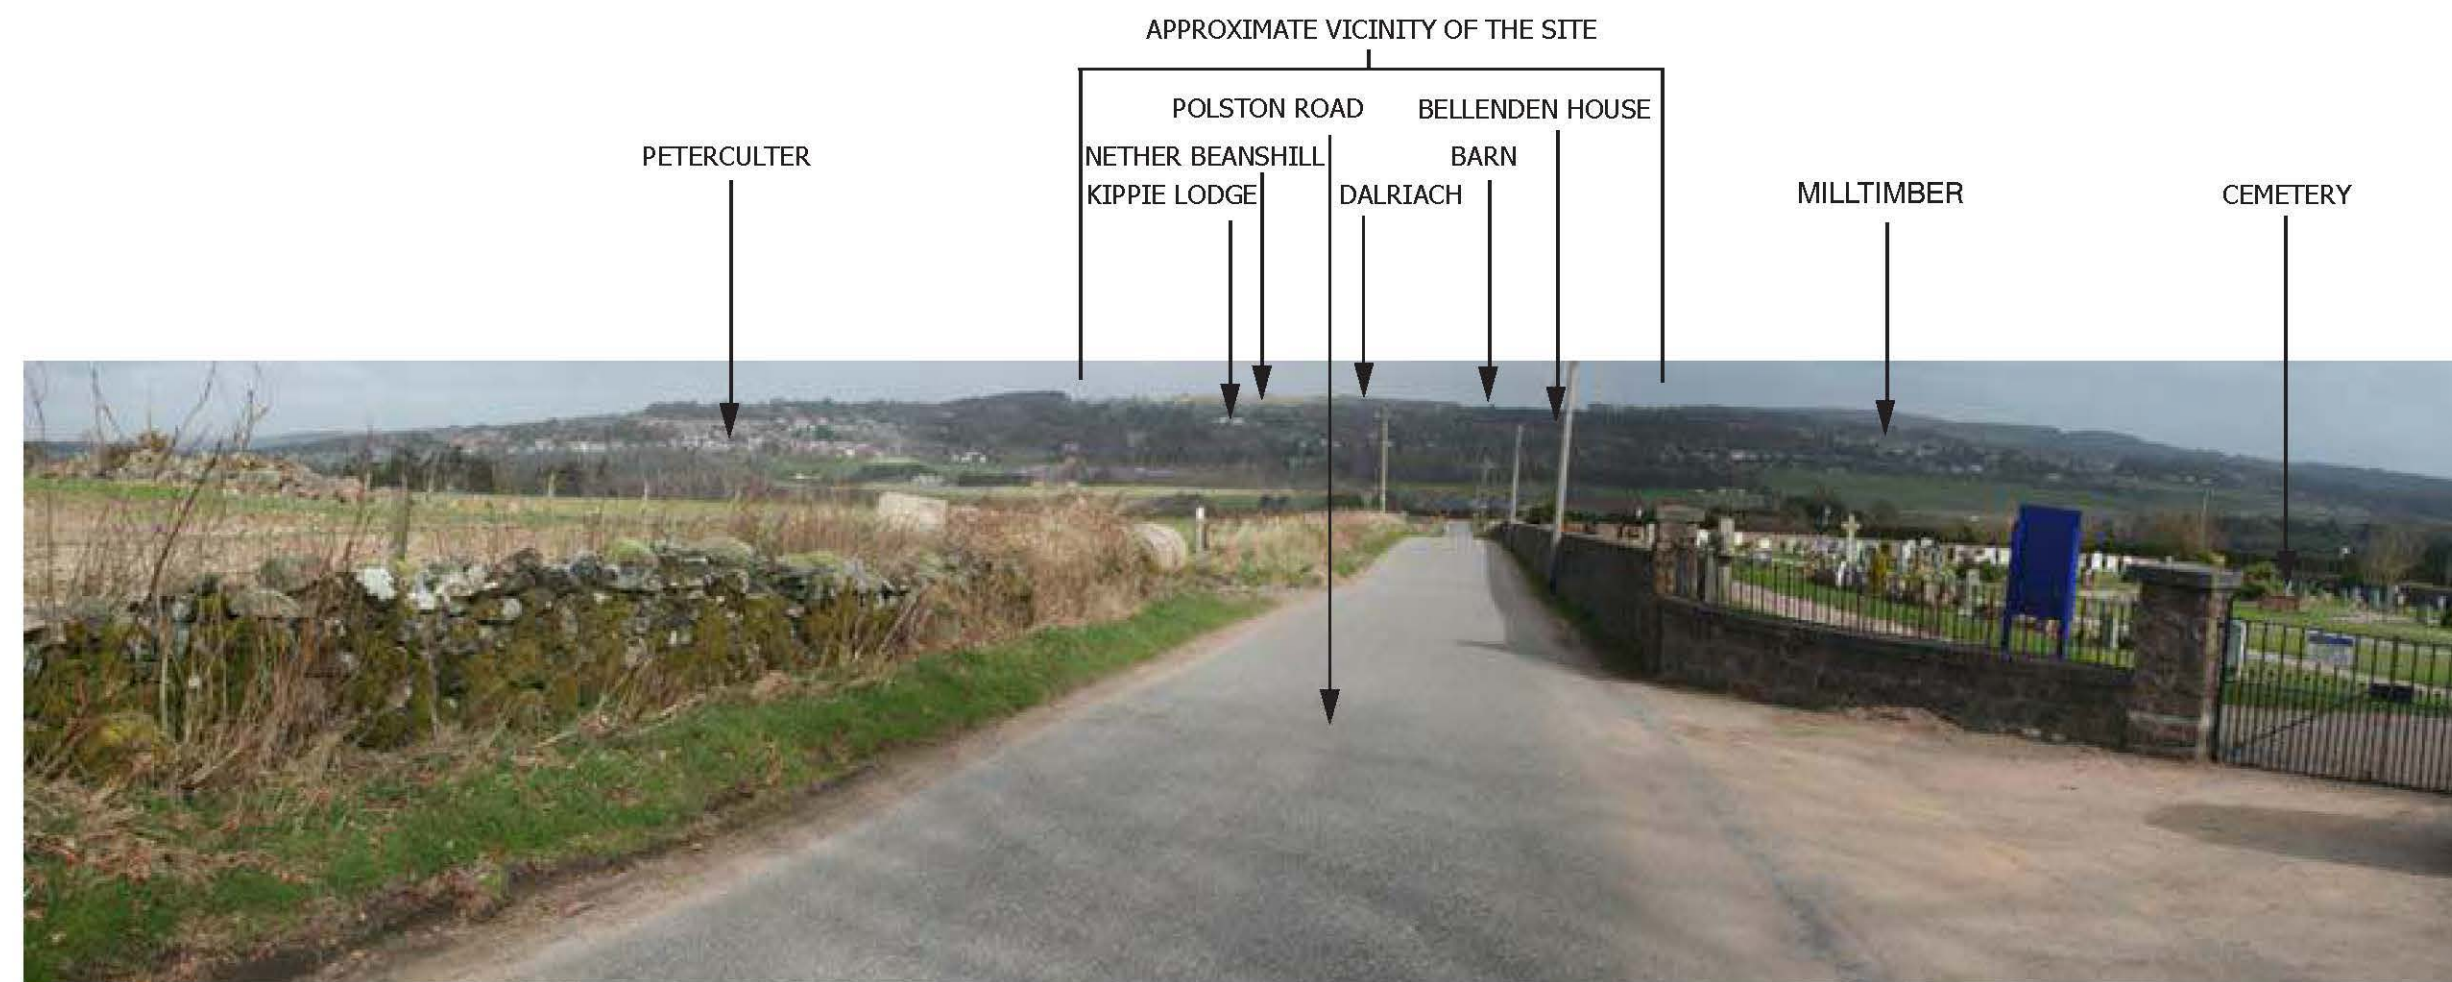 APPROXIMATE VICINITY OF THE SITE
POLSTON ROAD
BELLENDEN HOUSE
PETERCULTER
NETHER BEANSHILL
BARN
KIPPIE LODGE
DALRIACH
MILLTIMBER
CEMETERY